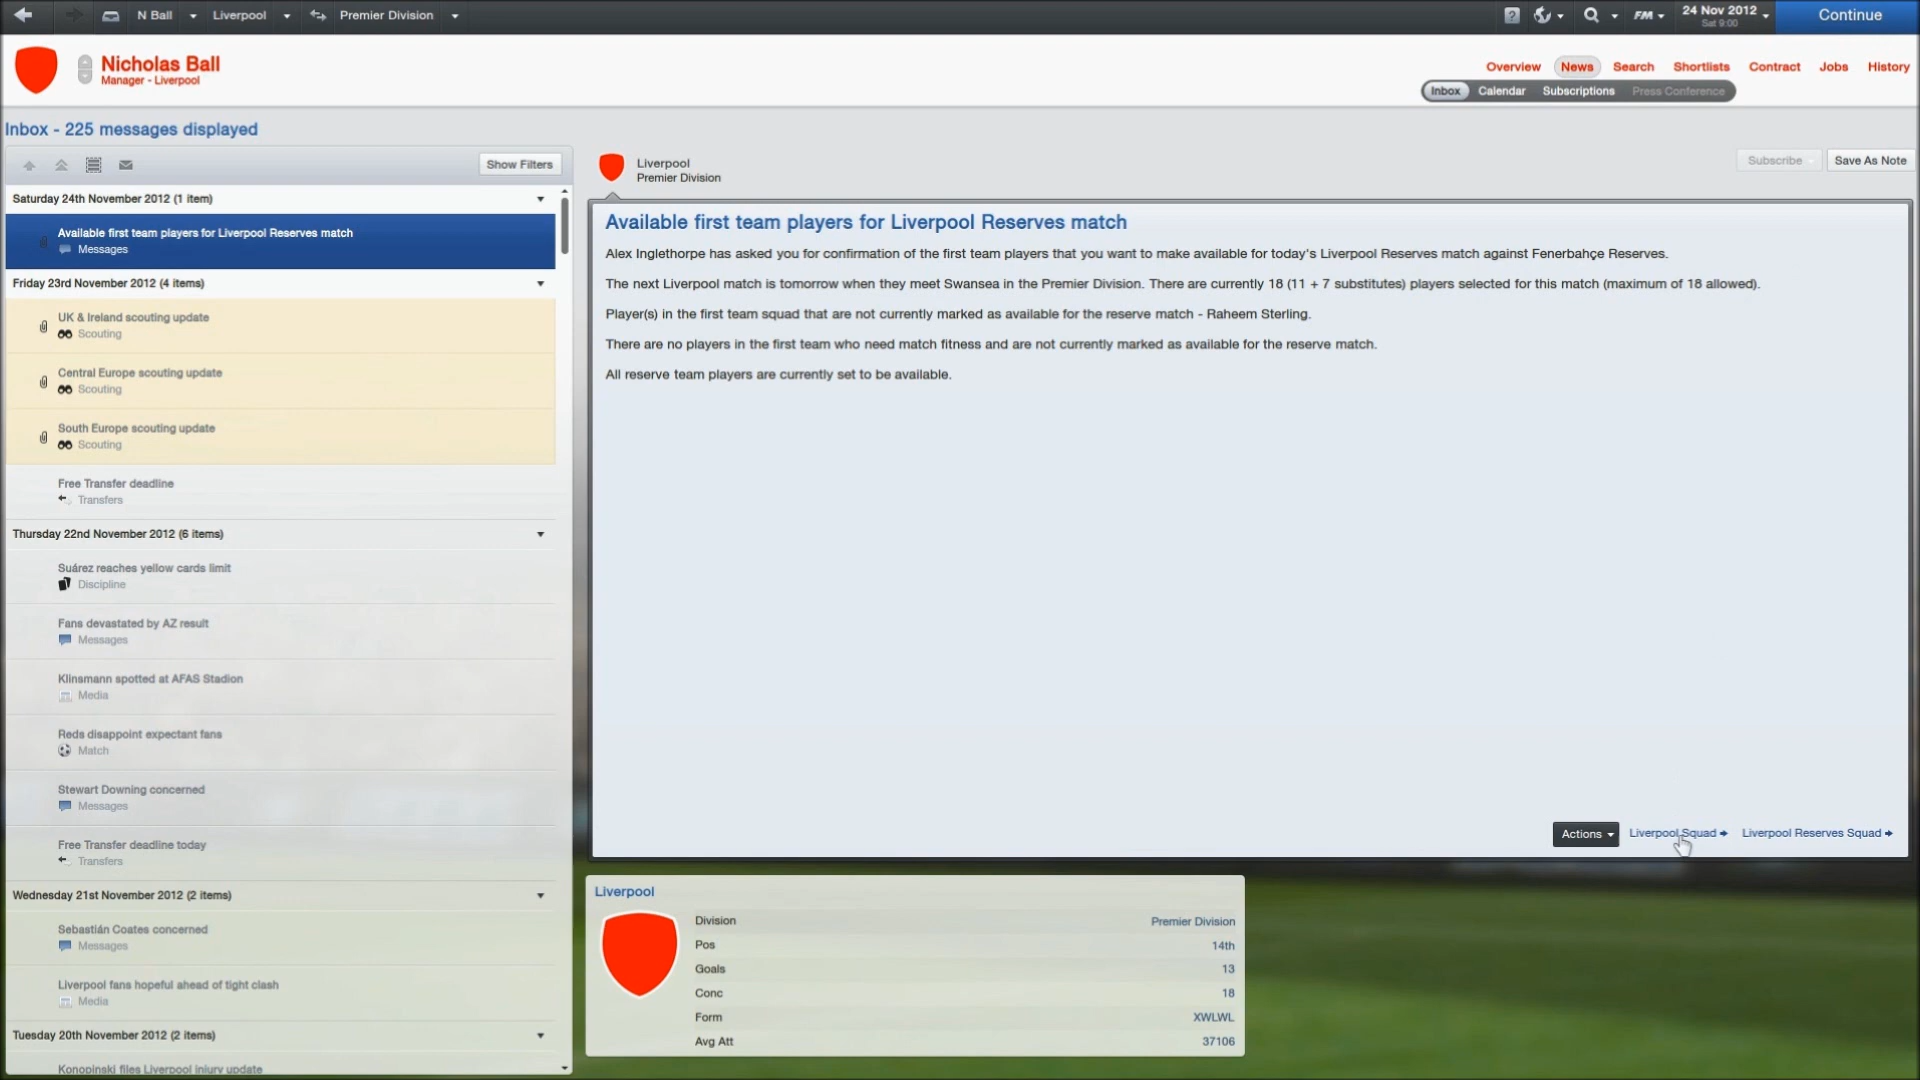 N Ball
Liverpool
Premier Division
FM
24 Nov 2012
Sat 9:00
Continue
Nicholas Ball
Manager - Liverpool
Overview
News
Search
Shortlists
Contract
Jobs
History
Inbox
Calendar
Subscriptions
Press Conference
Inbox - 225 messages displayed
Show Filters
Saturday 24th November 2012 (1 item)
Available first team players for Liverpool Reserves match
Messages
Friday 23rd November 2012 (4 items)
UK & Ireland scouting update
Scouting
Central Europe scouting update
Scouting
South Europe scouting update
Scouting
Free Transfer deadline
Transfers
Thursday 22nd November 2012 (6 items)
Suárez reaches yellow cards limit
Discipline
Fans devastated by AZ result
Messages
Klinsmann spotted at AFAS Stadion
Media
Reds disappoint expectant fans
Match
Stewart Downing concerned
Messages
Free Transfer deadline today
Transfers
Wednesday 21st November 2012 (2 items)
Sebastián Coates concerned
Messages
Liverpool fans hopeful ahead of tight clash
Media
Tuesday 20th November 2012 (2 items)
Konopinski files Liverpool injury update
Liverpool
Premier Division
Subscribe
Save As Note
Available first team players for Liverpool Reserves match
Alex Inglethorpe has asked you for confirmation of the first team players that you want to make available for today's Liverpool Reserves match against Fenerbahçe Reserves.
The next Liverpool match is tomorrow when they meet Swansea in the Premier Division. There are currently 18 (11 + 7 substitutes) players selected for this match (maximum of 18 allowed).
Player(s) in the first team squad that are not currently marked as available for the reserve match - Raheem Sterling.
There are no players in the first team who need match fitness and are not currently marked as available for the reserve match.
All reserve team players are currently set to be available.
Actions
Liverpool Squad
Liverpool Reserves Squad
Liverpool
Division Premier Division
Pos 14th
Goals 13
Conc 18
Form XWLWL
Avg Att 37106